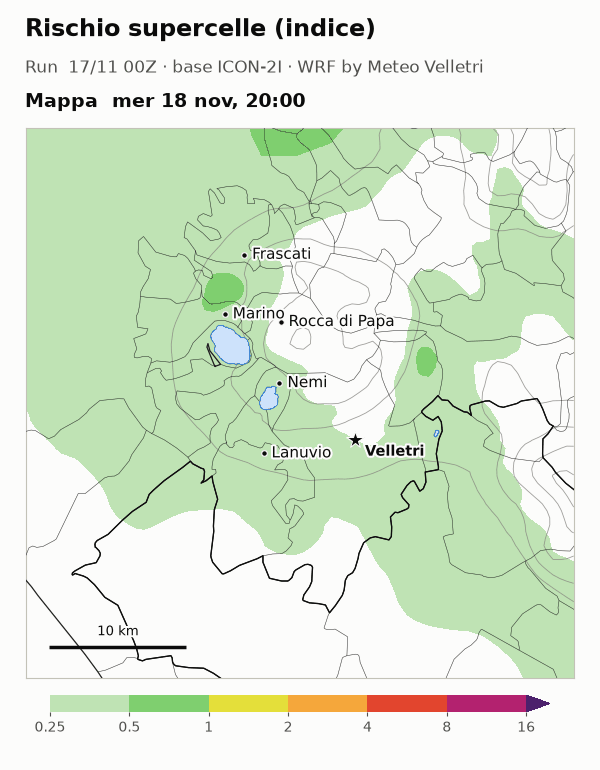 Rischio supercelle (indice)
Run  17/11 00Z · base ICON-2I · WRF by Meteo Velletri
Mappa  mer 18 nov, 20:00
Frascati
Marino
Rocca di Papa
Nemi
Velletri
Lanuvio
10 km
0.25 0.5 1 2 4 8 16